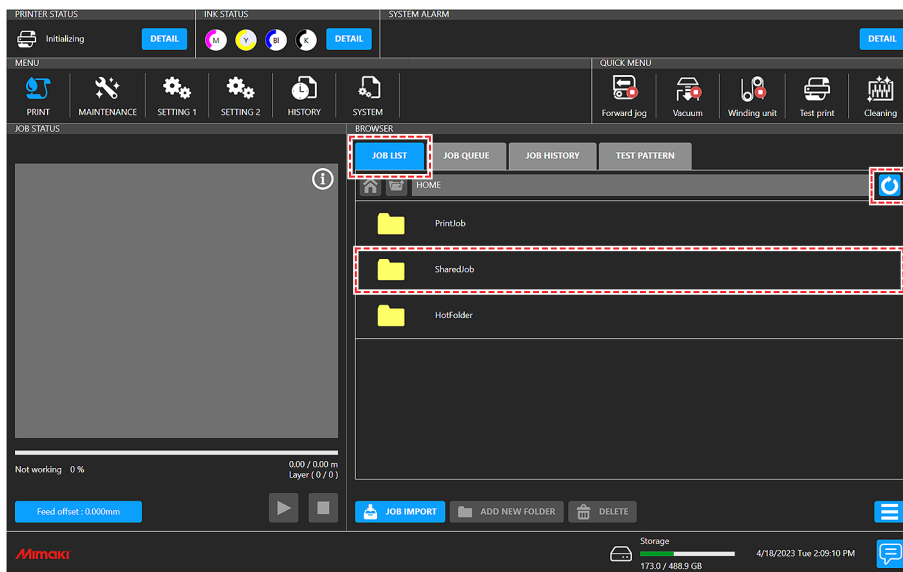 PRINTER STATUS
INK STATUS
SYSTEM ALARM
Initializing
DETAIL
M
Y
Bl
K
DETAIL
DETAIL
MENU
QUICK MENU
PRINT
MAINTENANCE
SETTING 1
SETTING 2
HISTORY
SYSTEM
Forward jog
Vacuum
Winding unit
Test print
Cleaning
JOB STATUS
BROWSER
JOB LIST
JOB QUEUE
JOB HISTORY
TEST PATTERN
HOME
PrintJob
SharedJob
HotFolder
Not working 0 %
0.00 / 0.00 m
Layer ( 0 / 0 )
Feed offset : 0.000mm
JOB IMPORT
ADD NEW FOLDER
DELETE
Mimaki
Storage
173.0 / 488.9 GB
4/18/2023 Tue 2:09:10 PM